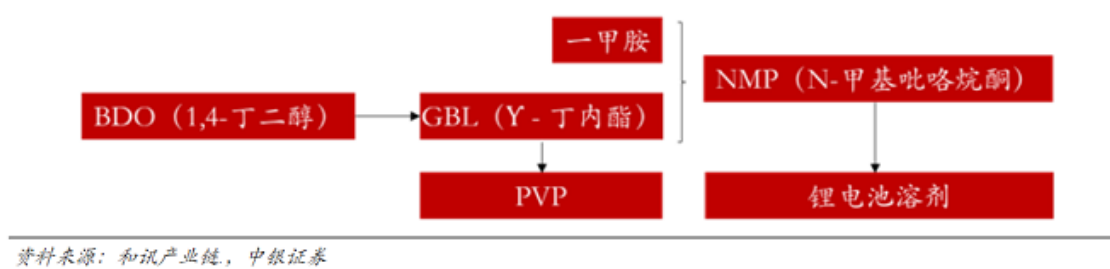 一甲胺
NMP（N-甲基吡咯烷酮）
BDO（1,4-丁二醇）
GBL（Υ - 丁内酯）
PVP
锂电池溶剂
资料来源：和讯产业链，中银证券